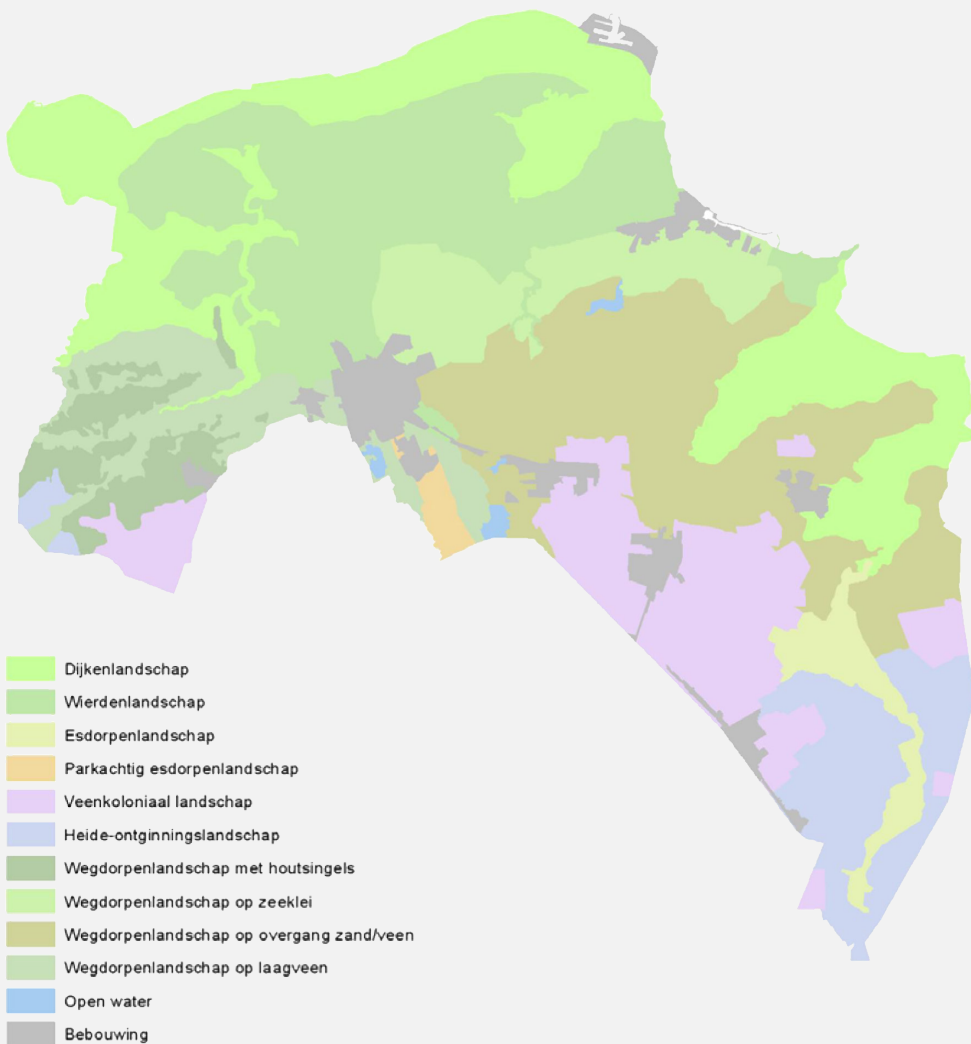 Dijkenlandschap
Wierdenlandschap
Esdorpenlandschap
Parkachtig esdorpenlandschap
Veenkoloniaal landschap
Heide-ontginningslandschap
Wegdorpenlandschap met houtsingels
Wegdorpenlandschap op zeeklei
Wegdorpenlandschap op overgang zand/veen
Wegdorpenlandschap op laagveen
Open water
Bebouwing